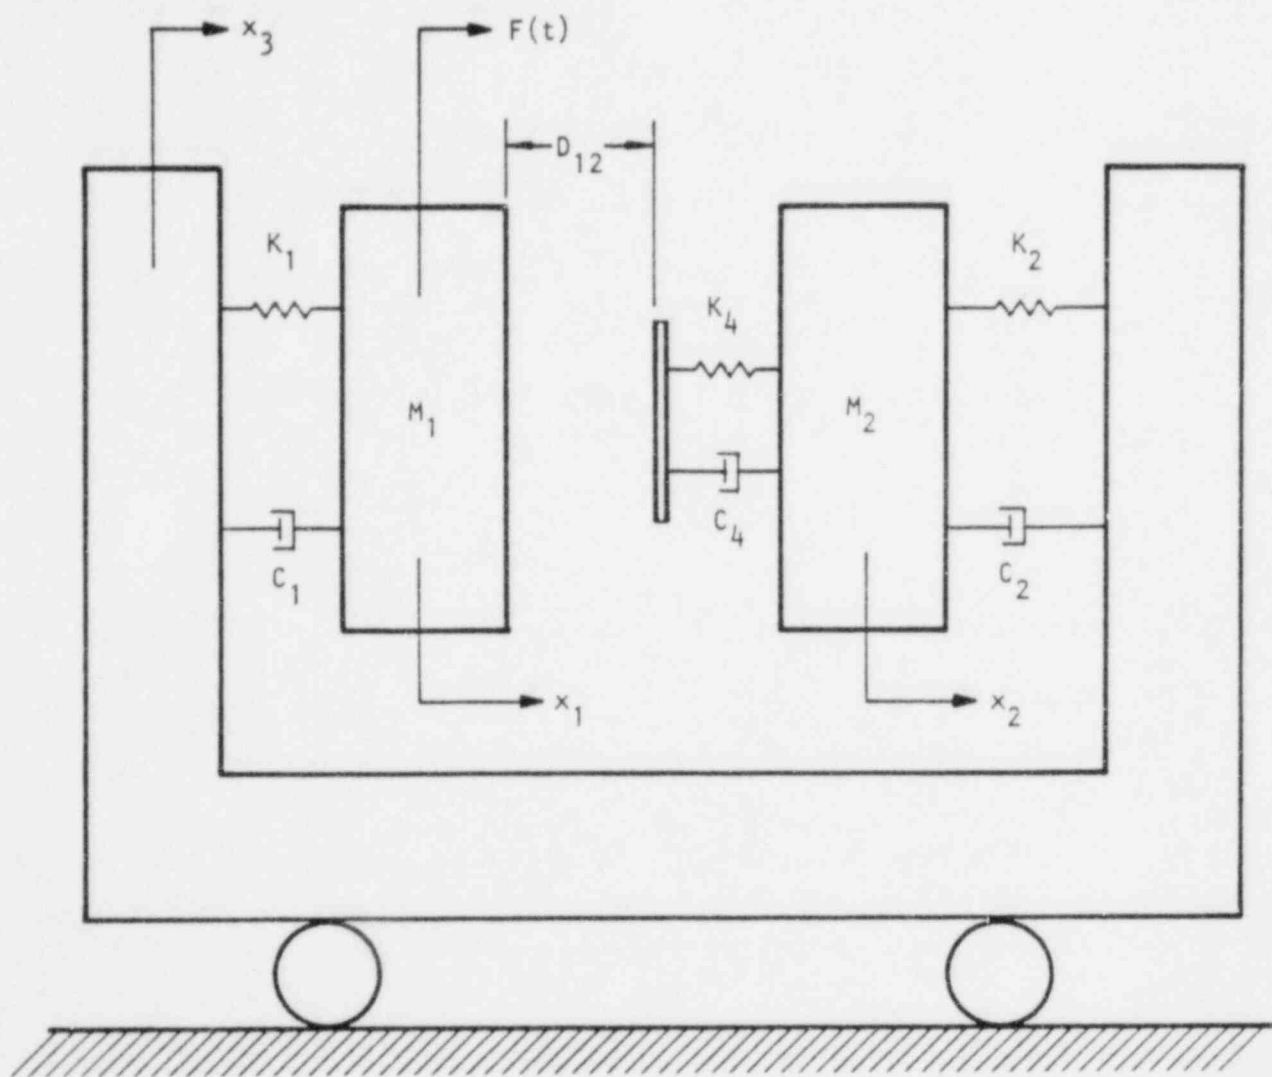 x₃
F(t)
D₁₂
K₁
K₂
K₄
M₁
M₂
C₄
C₁
C₂
x₁
x₂